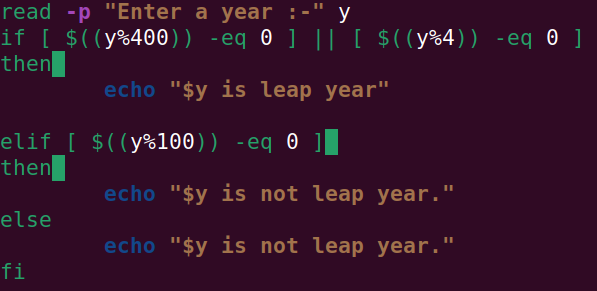 read -p "Enter a year :-" y
if [ $((y%400)) -eq 0 ] || [ $((y%4)) -eq 0 ]
then
echo "$y is leap year"
elif [ $((y%100)) -eq 0 ]
then
echo "$y is not leap year."
else
echo "$y is not leap year."
fi